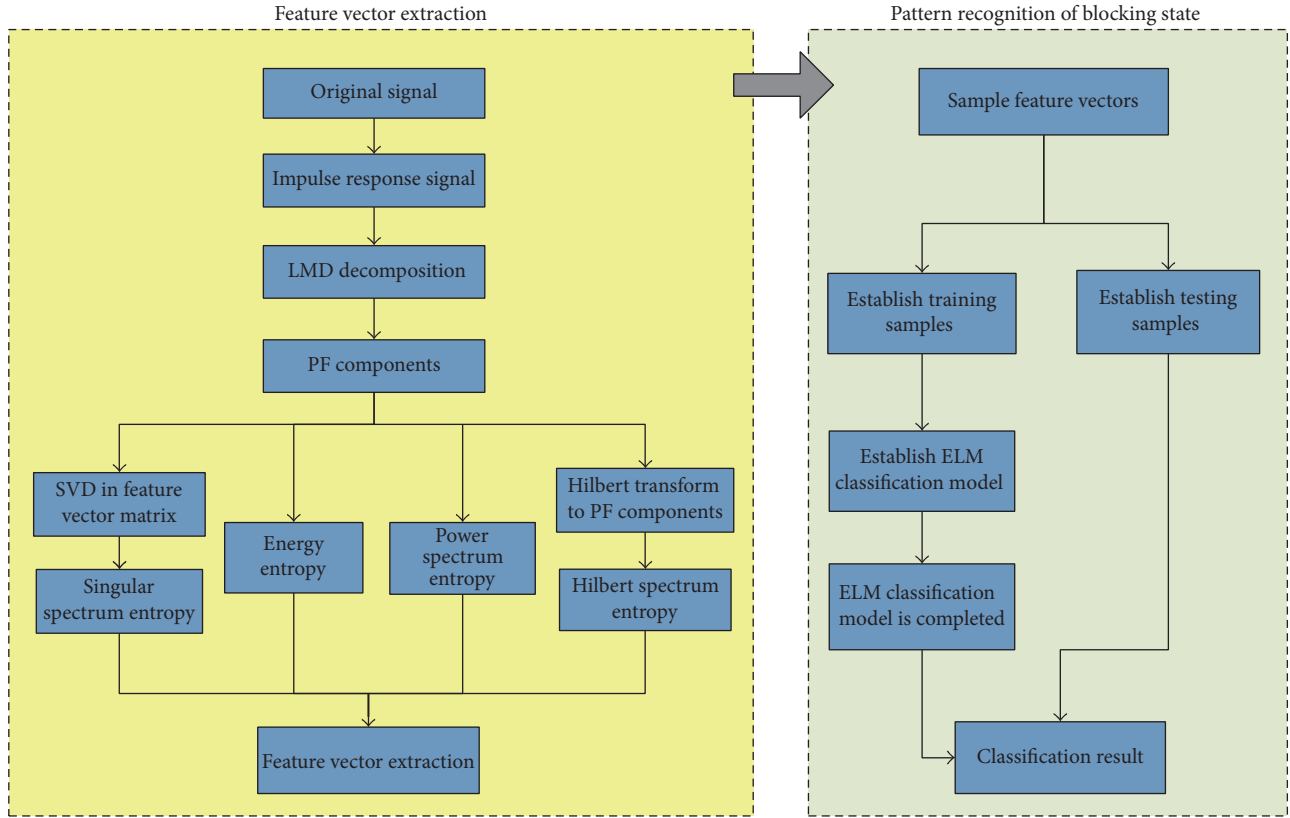 Feature vector extraction
Original signal
Impulse response signal
LMD decomposition
PF components
SVD in feature
vector matrix
Singular
spectrum entropy
Energy
entropy
Power
spectrum
entropy
Hilbert transform
to PF components
Hilbert spectrum
entropy
Feature vector extraction
Pattern recognition of blocking state
Sample feature vectors
Establish training
samples
Establish testing
samples
Establish ELM
classification model
ELM classification
model is completed
Classification result